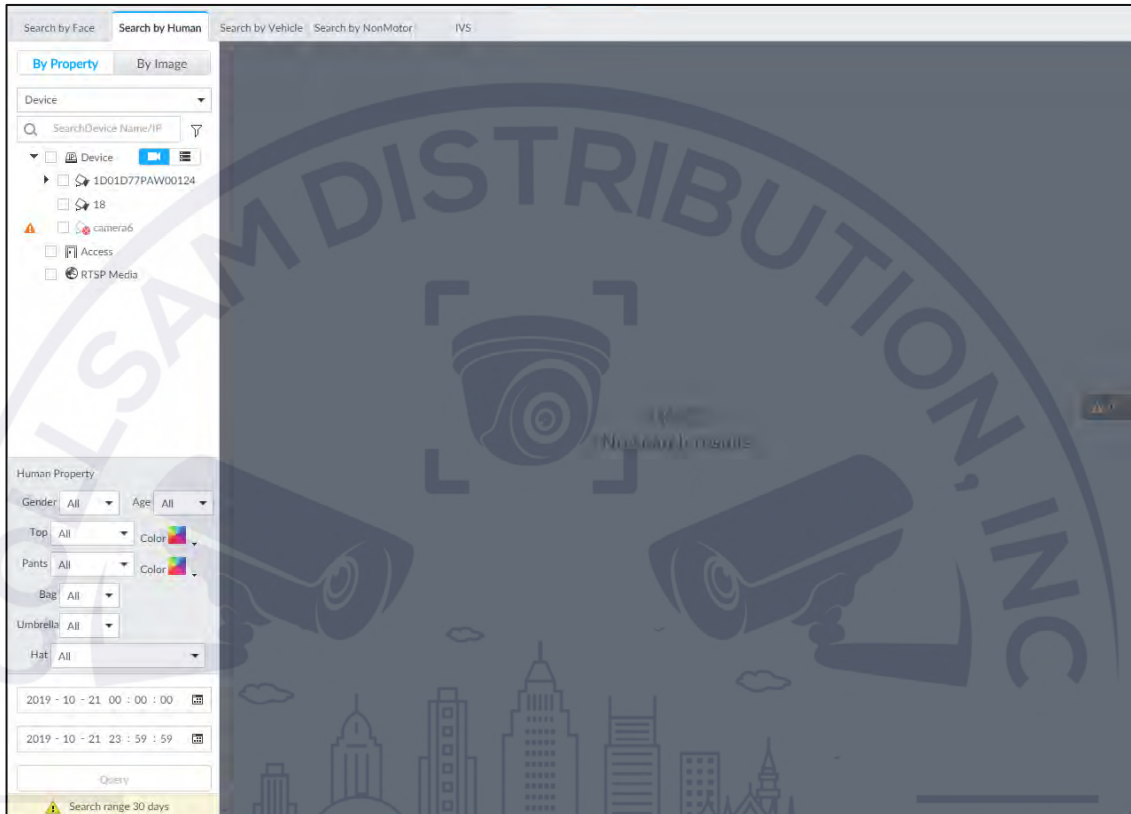 Search by Face Search by Human Search by Vehicle Search by NonMotor IVS
By Property By Image
Device
SearchDevice Name/IP
Device
1D01D77PAW00124
18
camera6
Access
RTSP Media
Human Property
Gender All Age All
Top All Color
Pants All Color
Bag All
Umbrella All
Hat All
2019 - 10 - 21 00 : 00 : 00
2019 - 10 - 21 23 : 59 : 59
Query
Search range 30 days
SAM DISTRIBUTION, INC